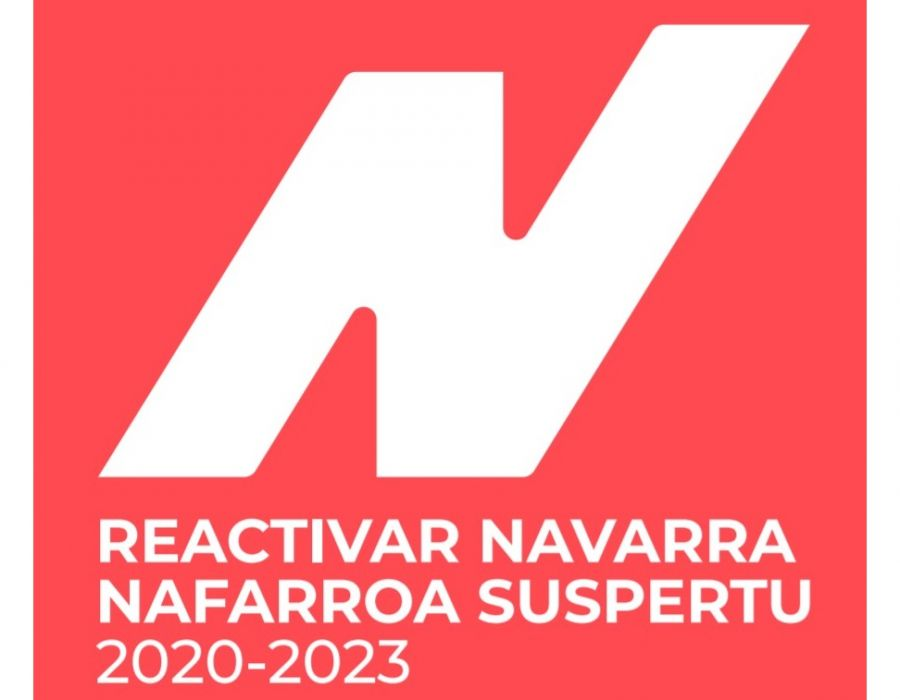 REACTIVAR NAVARRA
NAFARROA SUSPERTU
2020-2023